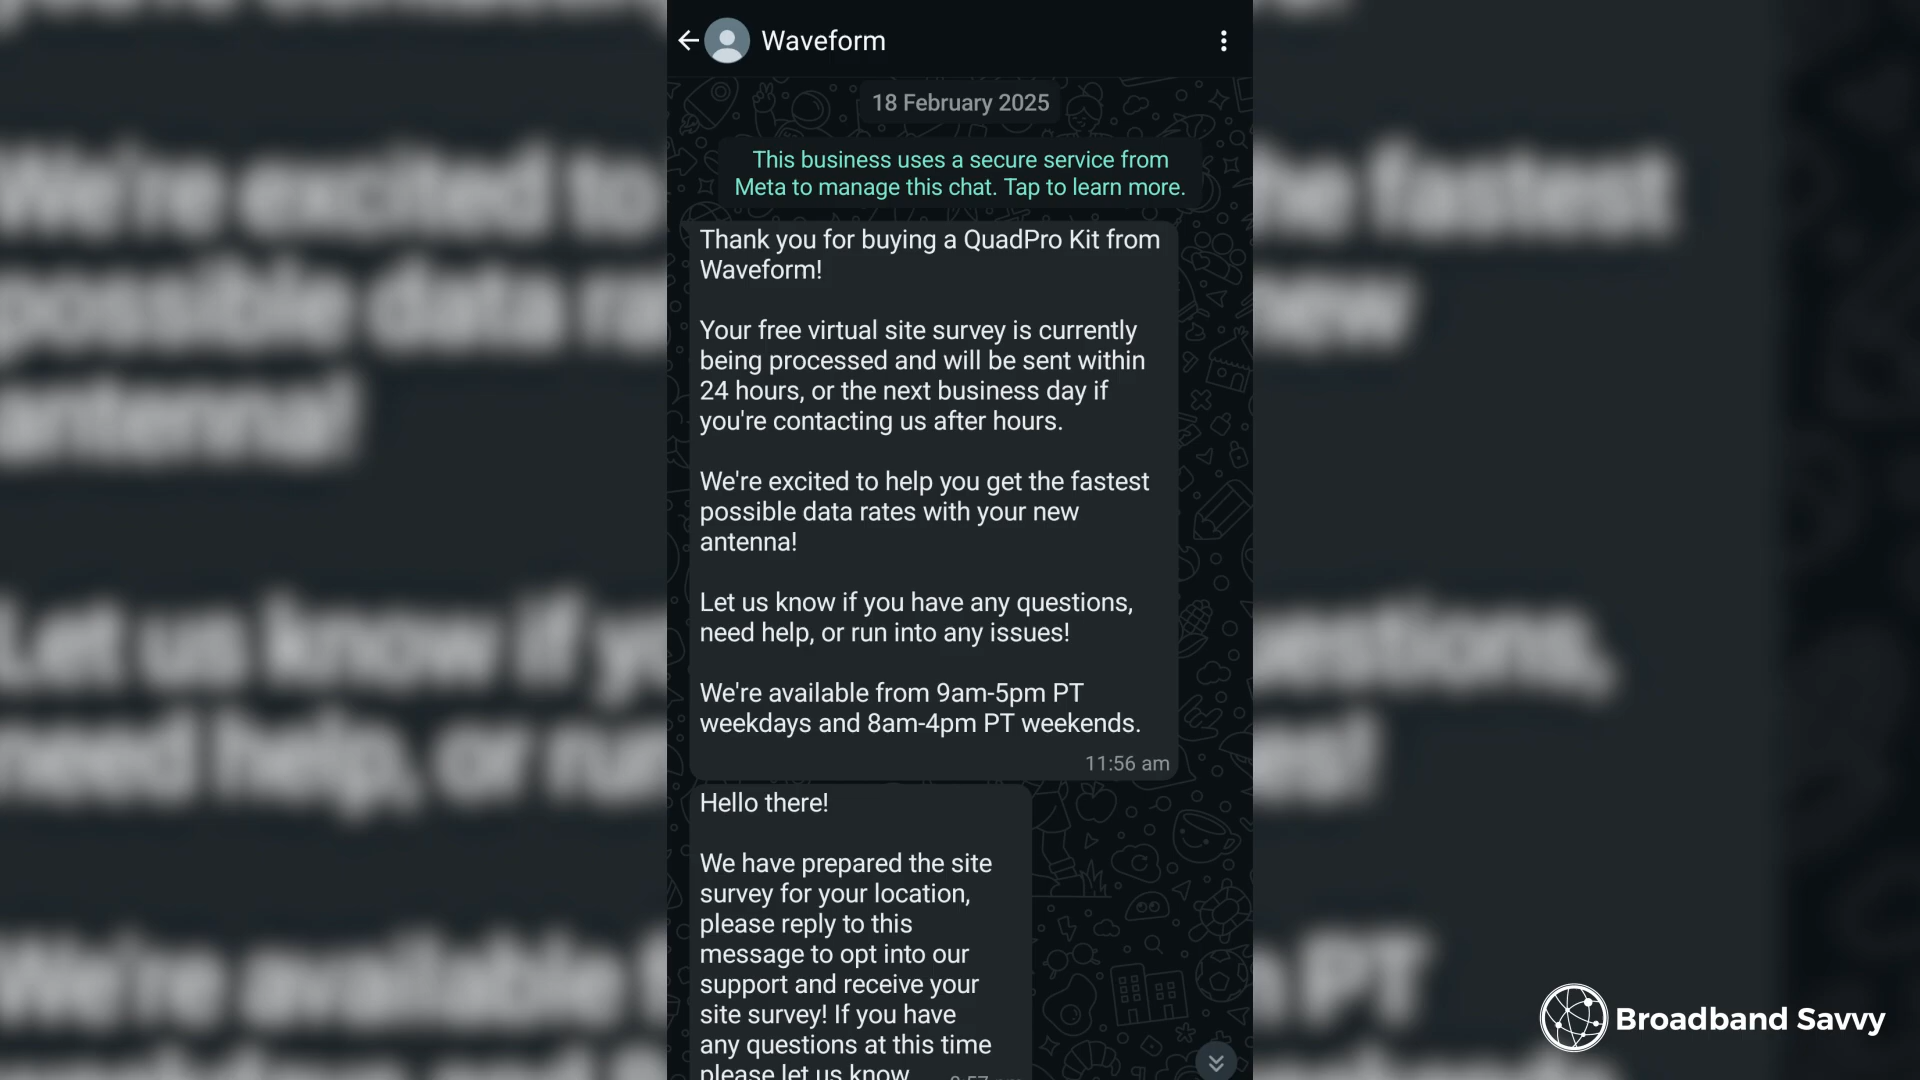 Waveform
18 February 2025
This business uses a secure service from
Meta to manage this chat. Tap to learn more.
Thank you for buying a QuadPro Kit from
Waveform!
Your free virtual site survey is currently
being processed and will be sent within
24 hours, or the next business day if
you're contacting us after hours.
We're excited to help you get the fastest
possible data rates with your new
antenna!
Let us know if you have any questions,
need help, or run into any issues!
We're available from 9am-5pm PT
weekdays and 8am-4pm PT weekends.
11:56 am
Hello there!
We have prepared the site
survey for your location,
please reply to this
message to opt into our
support and receive your
site survey! If you have
any questions at this time
please let us know
Broadband Savvy